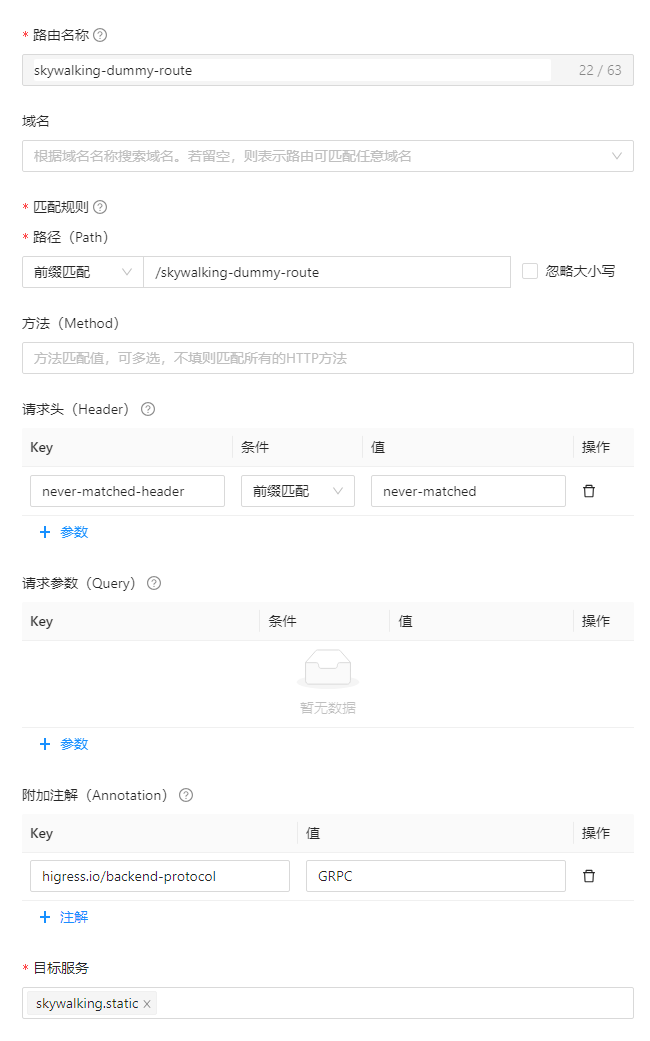 * 路由名称
skywalking-dummy-route 22 / 63
域名
根据域名名称搜索域名。若留空，则表示路由可匹配任意域名
* 匹配规则
* 路径（Path）
前缀匹配 /skywalking-dummy-route 忽略大小写
方法（Method）
方法匹配值，可多选，不填则匹配所有的HTTP方法
请求头（Header）
Key 条件 值 操作
never-matched-header 前缀匹配 never-matched
+ 参数
请求参数（Query）
Key 条件 值 操作
暂无数据
+ 参数
附加注解（Annotation）
Key 值 操作
higress.io/backend-protocol GRPC
+ 注解
* 目标服务
skywalking.static ×